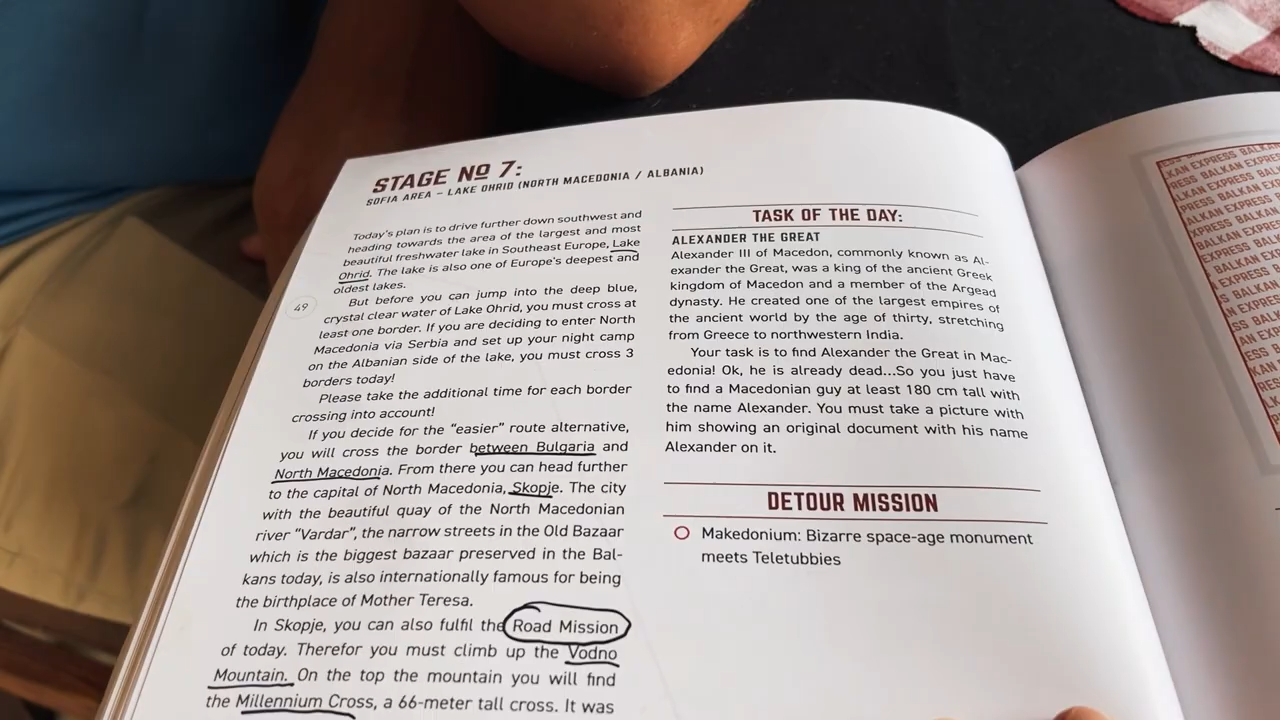 STAGE Nº 7:
SOFIA AREA – LAKE OHRID (NORTH MACEDONIA / ALBANIA)
Today's plan is to drive further down southwest and
heading towards the area of the largest and most
beautiful freshwater lake in Southeast Europe, Lake
Ohrid. The lake is also one of Europe's deepest and
oldest lakes.
But before you can jump into the deep blue,
crystal clear water of Lake Ohrid, you must cross at
least one border. If you are deciding to enter North
Macedonia via Serbia and set up your night camp
on the Albanian side of the lake, you must cross 3
borders today!
Please take the additional time for each border
crossing into account!
If you decide for the “easier” route alternative,
you will cross the border between Bulgaria and
North Macedonia. From there you can head further
to the capital of North Macedonia, Skopje. The city
with the beautiful quay of the North Macedonian
river “Vardar”, the narrow streets in the Old Bazaar
which is the biggest bazaar preserved in the Bal-
kans today, is also internationally famous for being
the birthplace of Mother Teresa.
In Skopje, you can also fulfil the Road Mission
of today. Therefor you must climb up the Vodno
Mountain. On the top the mountain you will find
the Millennium Cross, a 66-meter tall cross. It was
49
TASK OF THE DAY:
ALEXANDER THE GREAT
Alexander III of Macedon, commonly known as Al-
exander the Great, was a king of the ancient Greek
kingdom of Macedon and a member of the Argead
dynasty. He created one of the largest empires of
the ancient world by the age of thirty, stretching
from Greece to northwestern India.
Your task is to find Alexander the Great in Mac-
edonia! Ok, he is already dead...So you just have
to find a Macedonian guy at least 180 cm tall with
the name Alexander. You must take a picture with
him showing an original document with his name
Alexander on it.
DETOUR MISSION
Makedonium: Bizarre space-age monument
meets Teletubbies
KAN EXPRESS BALKAN
RESS BALKAN EXPRE
PRESS BALKAN EXPR